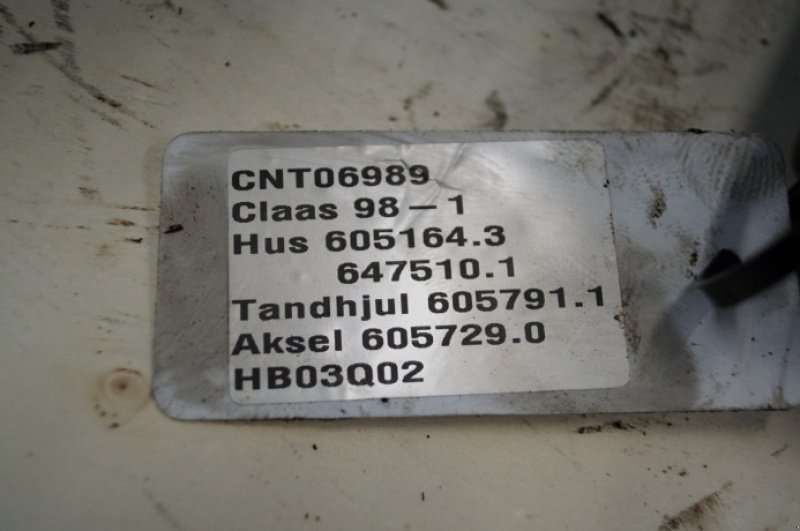 CNT06989
Claas 98-1
Hus 605164.3
647510.1
Tandhjul 605791.1
Aksel 605729.0
HB03Q02